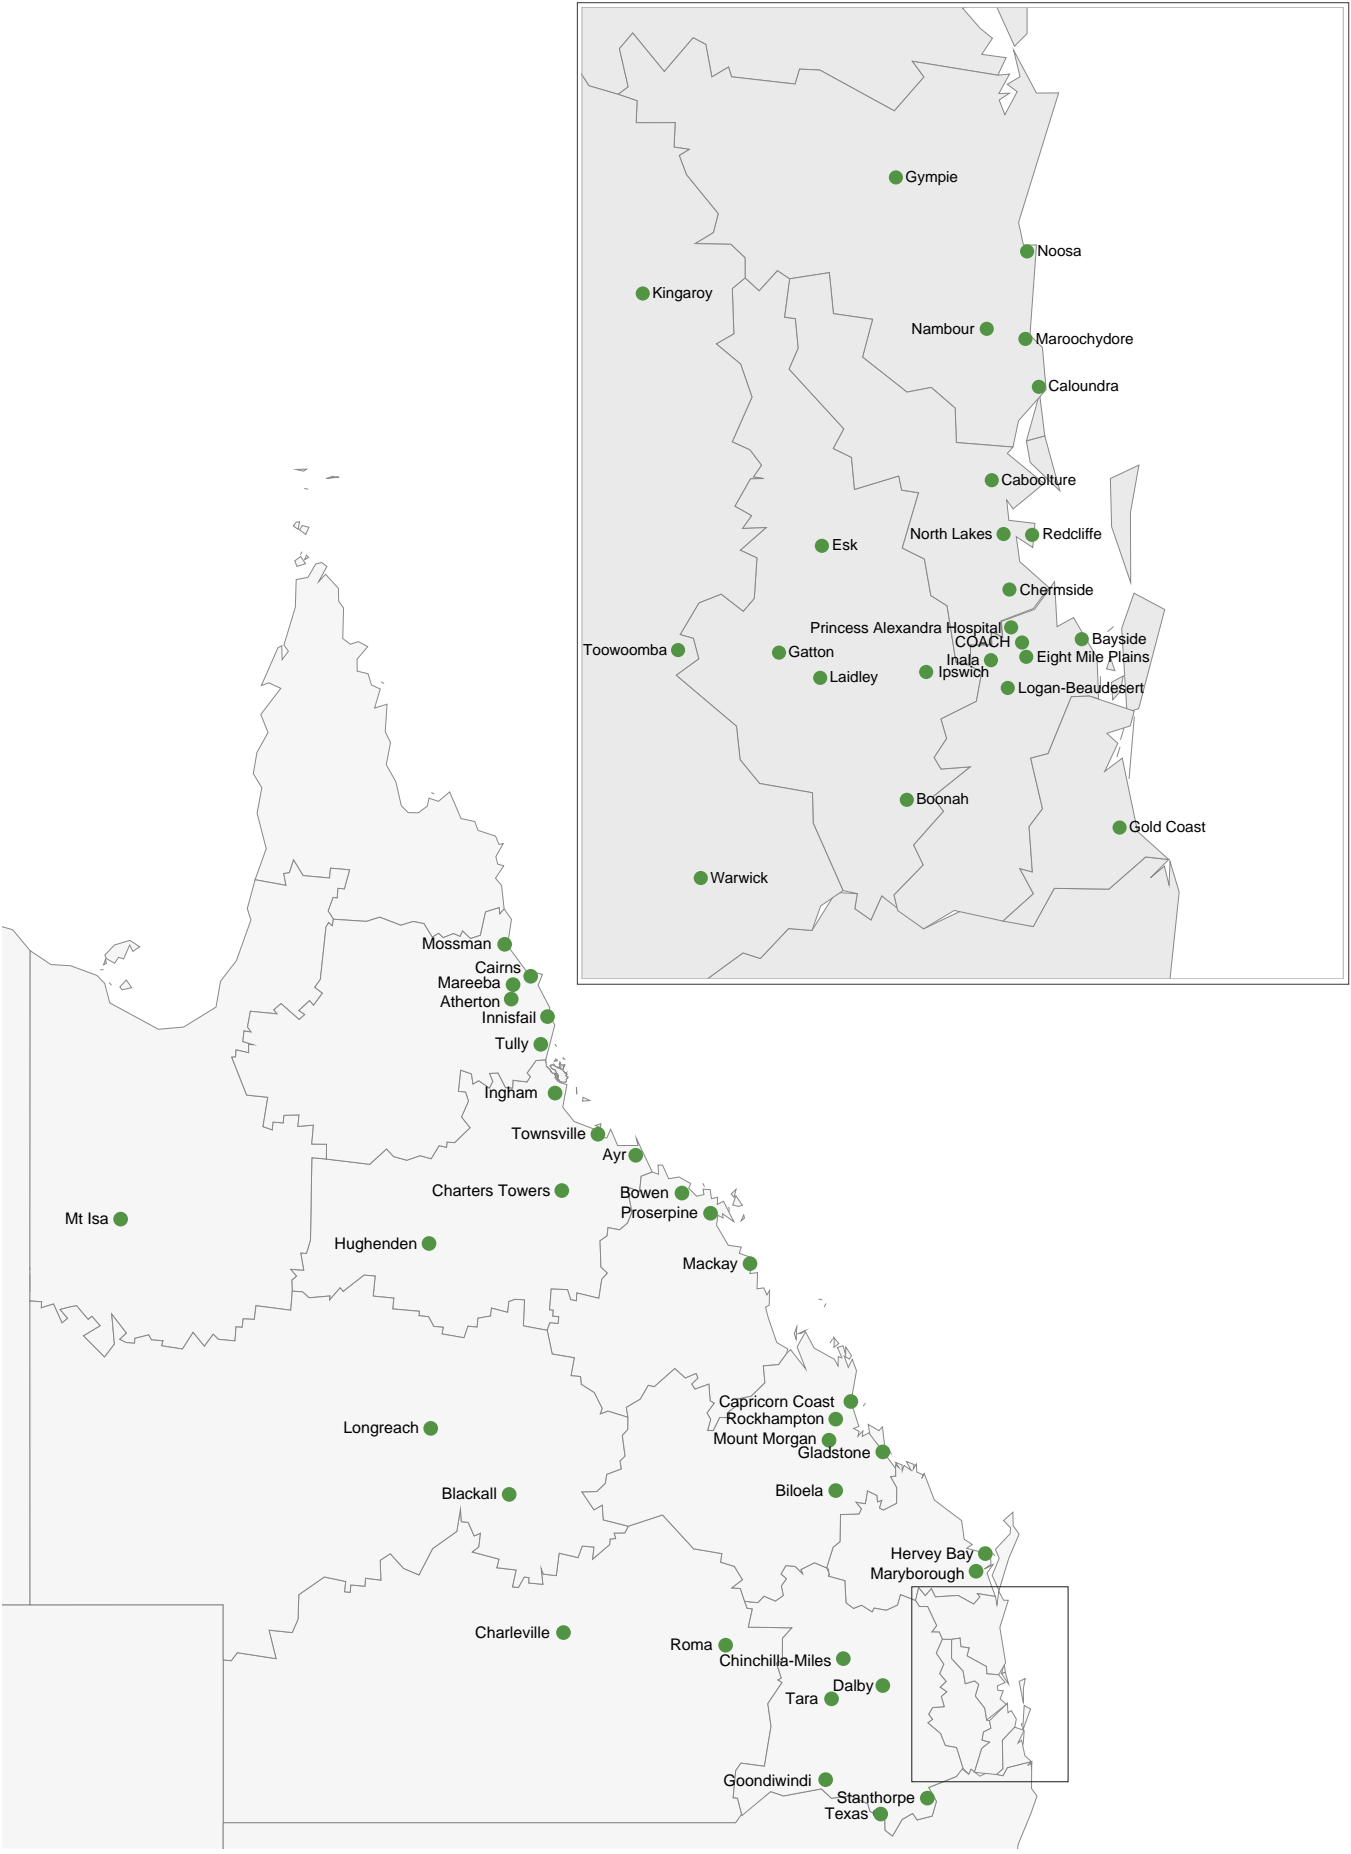 Gympie
Noosa
Kingaroy
Nambour
Maroochydore
Caloundra
Caboolture
North Lakes
Redcliffe
Esk
Chermside
Princess Alexandra Hospital
COACH
Bayside
Toowoomba
Gatton
Inala
Eight Mile Plains
Laidley
Ipswich
Logan-Beaudesert
Boonah
Gold Coast
Warwick
Mossman
Cairns
Mareeba
Atherton
Innisfail
Tully
Ingham
Townsville
Ayr
Charters Towers
Bowen
Proserpine
Mt Isa
Hughenden
Mackay
Capricorn Coast
Rockhampton
Longreach
Mount Morgan
Gladstone
Biloela
Blackall
Hervey Bay
Maryborough
Charleville
Roma
Chinchilla-Miles
Dalby
Tara
Goondiwindi
Stanthorpe
Texas